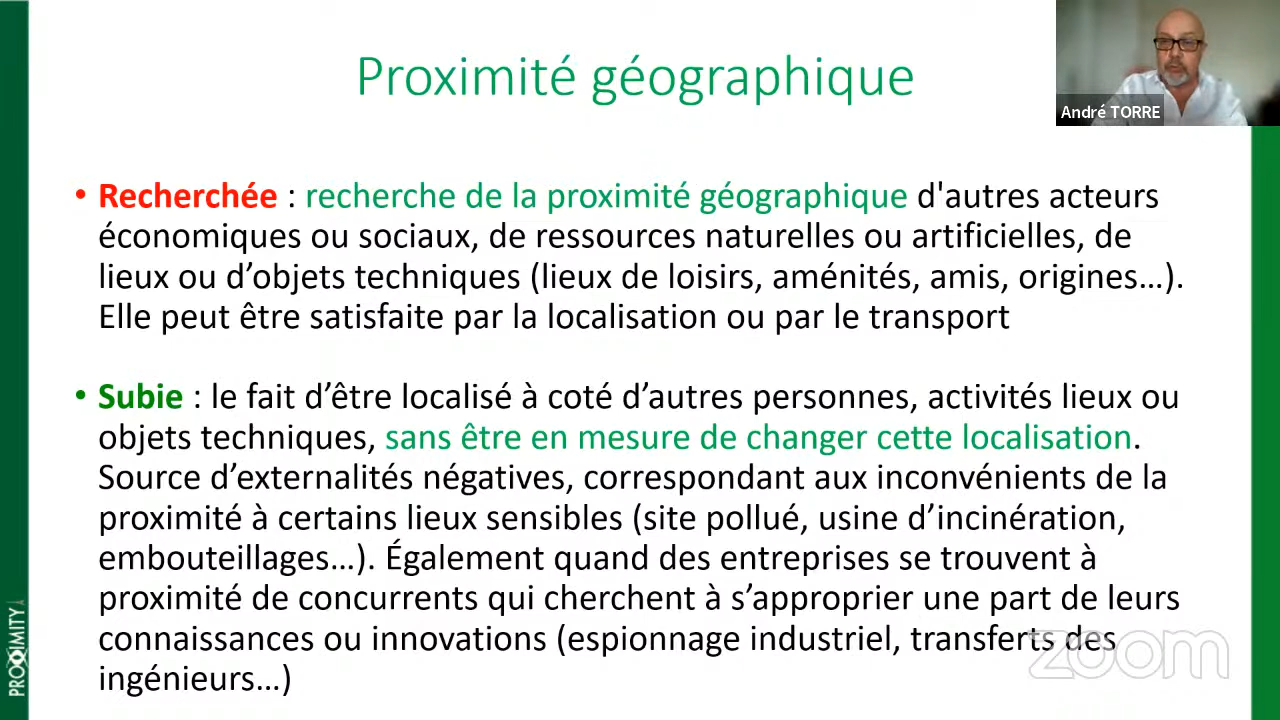 Proximité géographique
André TORRE
• Recherchée : recherche de la proximité géographique d'autres acteurs
économiques ou sociaux, de ressources naturelles ou artificielles, de
lieux ou d’objets techniques (lieux de loisirs, aménités, amis, origines…).
Elle peut être satisfaite par la localisation ou par le transport
• Subie : le fait d’être localisé à coté d’autres personnes, activités lieux ou
objets techniques, sans être en mesure de changer cette localisation.
Source d’externalités négatives, correspondant aux inconvénients de la
proximité à certains lieux sensibles (site pollué, usine d’incinération,
embouteillages…). Également quand des entreprises se trouvent à
proximité de concurrents qui cherchent à s’approprier une part de leurs
connaissances ou innovations (espionnage industriel, transferts des
ingénieurs…)
zoom
PROXIMITY